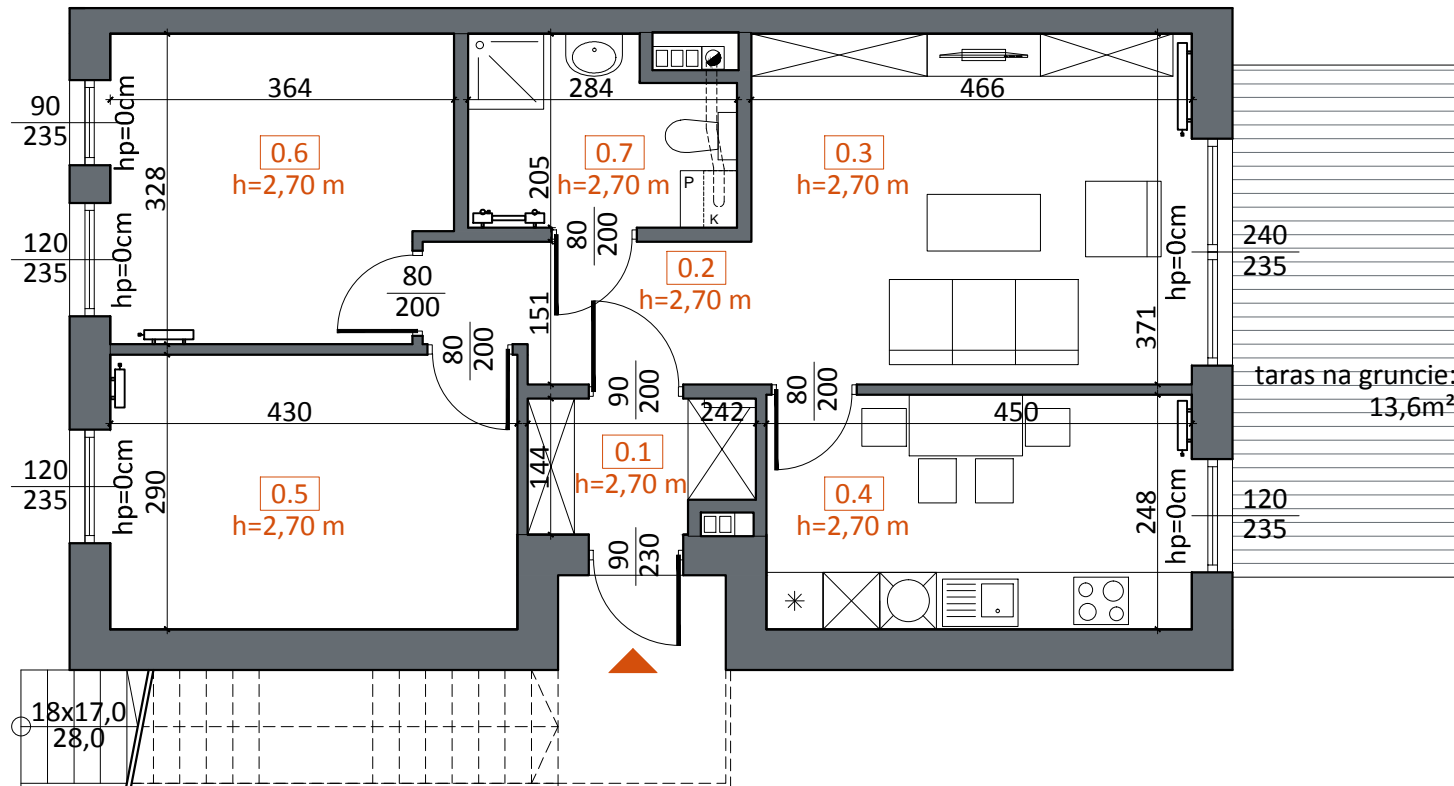 364
284
466
90
235
hp=0cm
0.6
h=2,70 m
328
0.7
h=2,70 m
205
P
K
0.3
h=2,70 m
120
235
hp=0cm
80
200
80
200
0.2
h=2,70 m
151
240
235
hp=0cm
371
80
200
90
200
80
200
taras na gruncie:
13,6m²
430
242
450
144
0.1
h=2,70 m
120
235
hp=0cm
290
0.5
h=2,70 m
0.4
h=2,70 m
248
hp=0cm
120
235
90
230
18x17,0
28,0